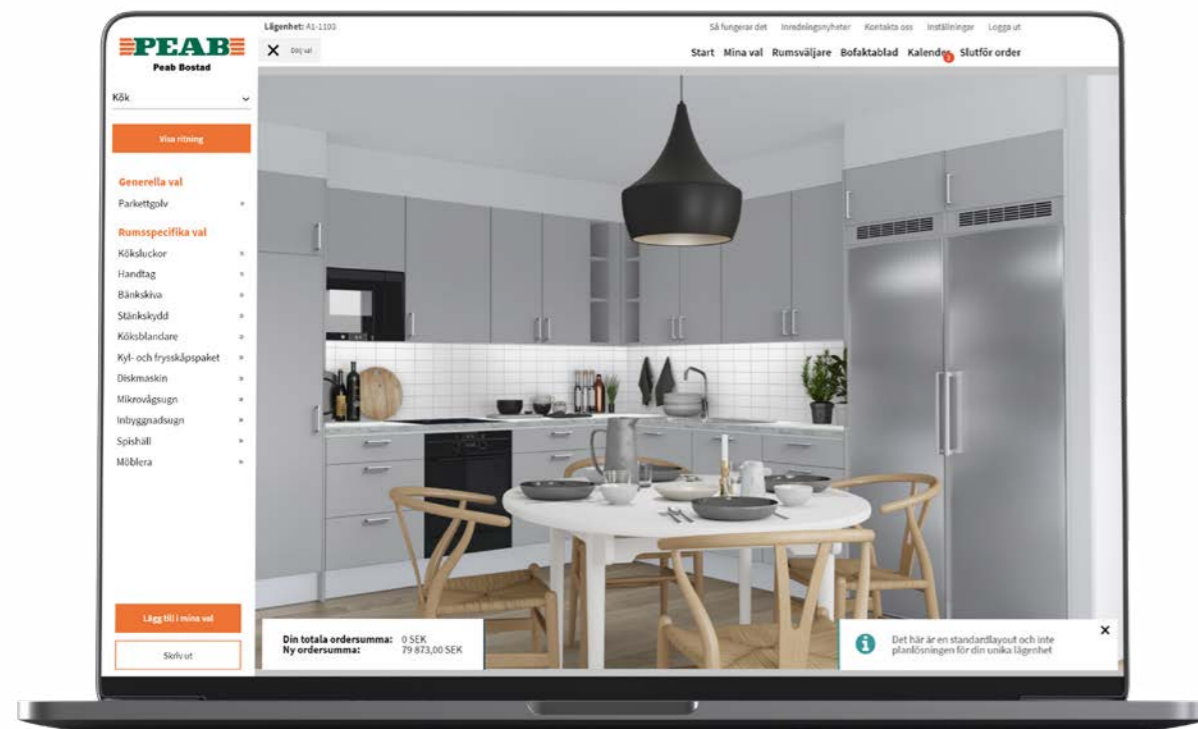 PEAB
Peab Bostad
Kök
Visa ritning
Generella val
Parkettgolv
Rumsspecifika val
Köksluckor
Handtag
Bänkskiva
Stänkskydd
Köksblandare
Kyl- och frysskåpspaket
Diskmaskin
Mikrovågsugn
Inbyggnadsugn
Spishäll
Möblera
Lägg till i mina val
Skriv ut
Lägenhet: A1-1103
Dölj val
Så fungerar det Inredningsnyheter Kontakta oss Inställningar Logga ut
Start Mina val Rumsväljare Bofaktablad Kalender Slutför order
Din totala ordersumma: 0 SEK
Ny ordersumma: 79 873,00 SEK
Det här är en standardlayout och inte
planlösningen för din unika lägenhet